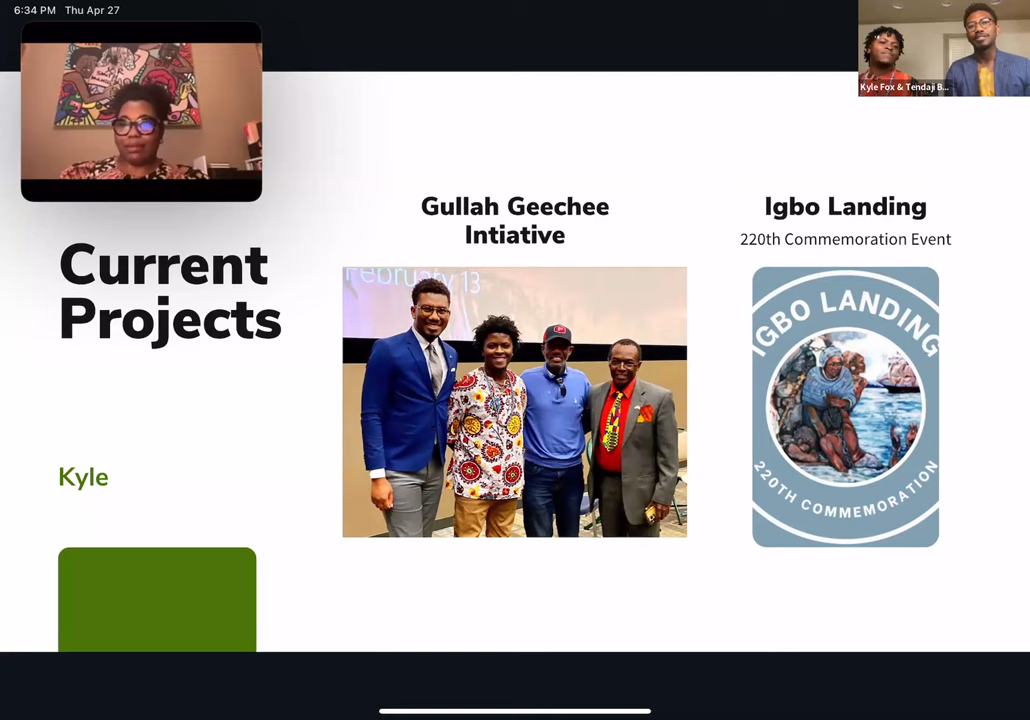 6:34 PM Thu Apr 27
Kyle Fox & Tendaji B...
Current
Projects
Kyle
Gullah Geechee
Intiative
February 13
Igbo Landing
220th Commemoration Event
IGBO LANDING
220TH COMMEMORATION